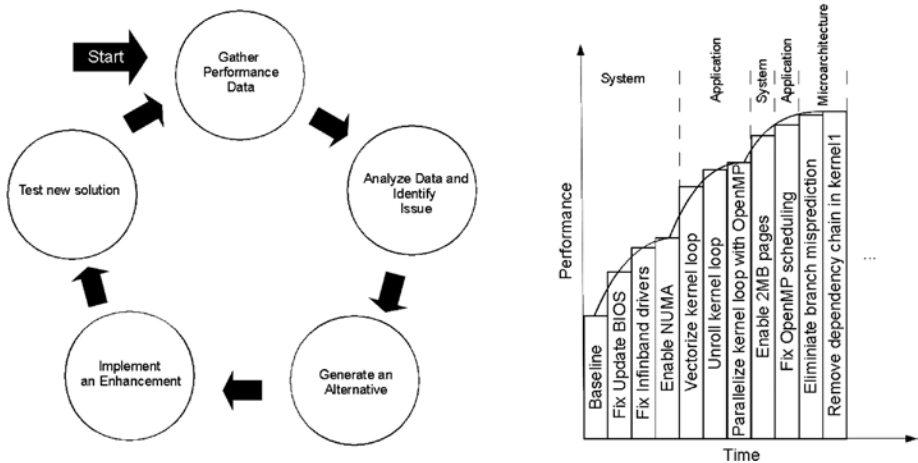 Start
Gather
Performance
Data
Analyze Data and
Identify
Issue
Generate an
Alternative
Implement
an Enhancement
Test new solution
Performance
System
Application
System
Application
Microarchitecture
Baseline
Fix Update BIOS
Fix Infinband drivers
Enable NUMA
Vectorize kernel loop
Unroll kernel loop
Parallelize kernel loop with OpenMP
Enable 2MB pages
Fix OpenMP scheduling
Eliminiate branch misprediction
Remove dependency chain in kernel1
...
Time